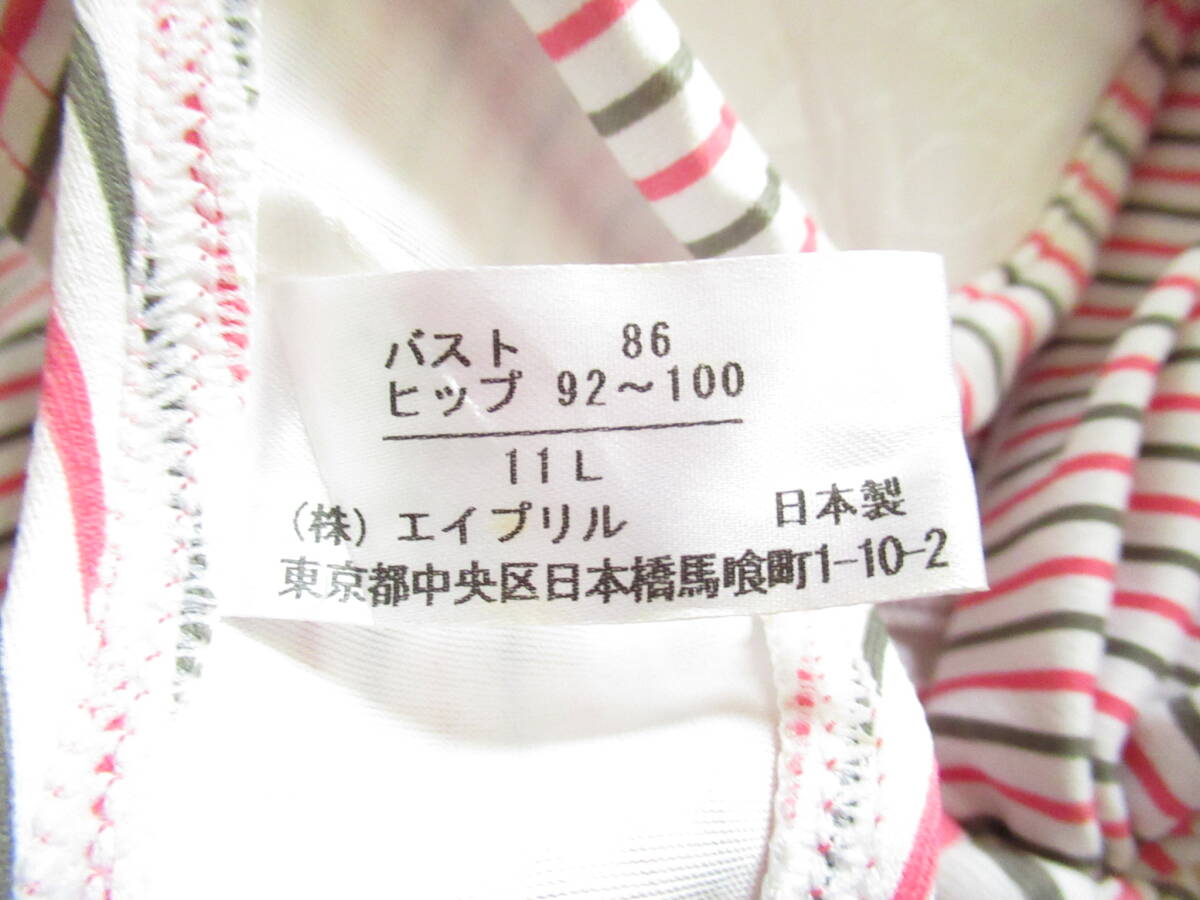 バスト 86
ヒップ 92～100
11L
(株)エイプリル 日本製
東京都中央区日本橋馬喰町1-10-2